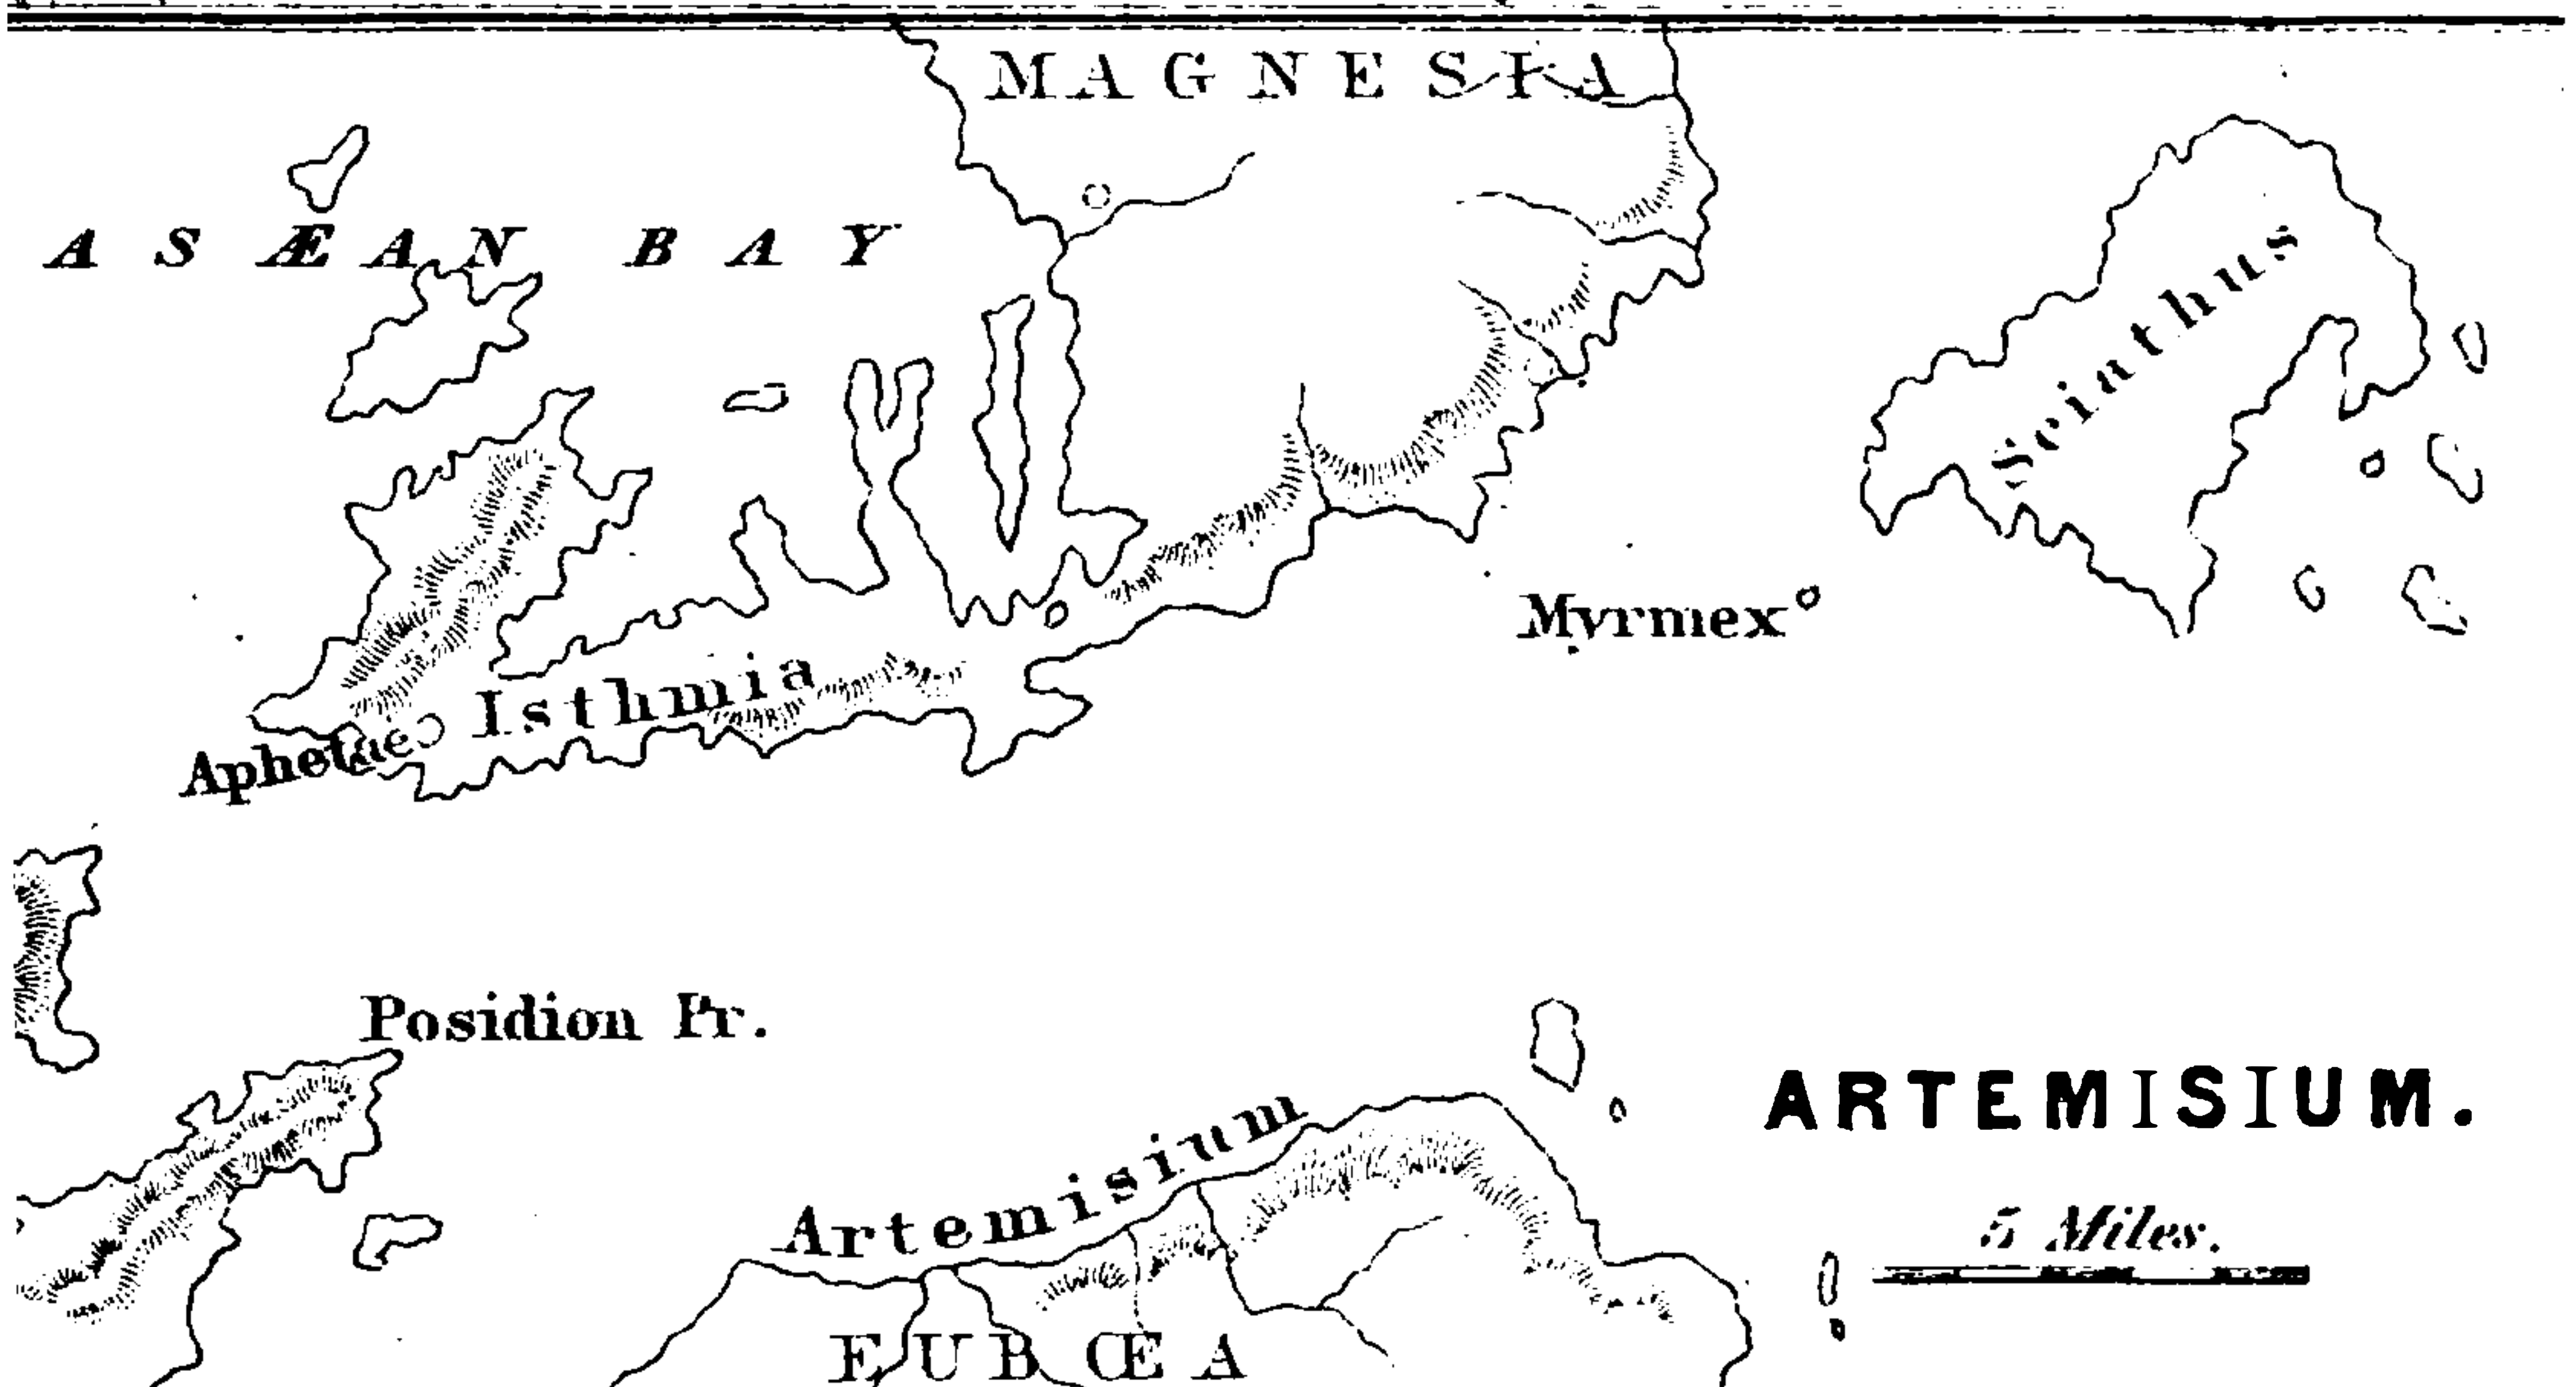 MAGNESIA
ASÆAN BAY
Sciathus
Myrmex
Isthmia
Aphetae
Posidion Pr.
ARTEMISIUM.
Artemisium
5 Miles.
EUBŒA